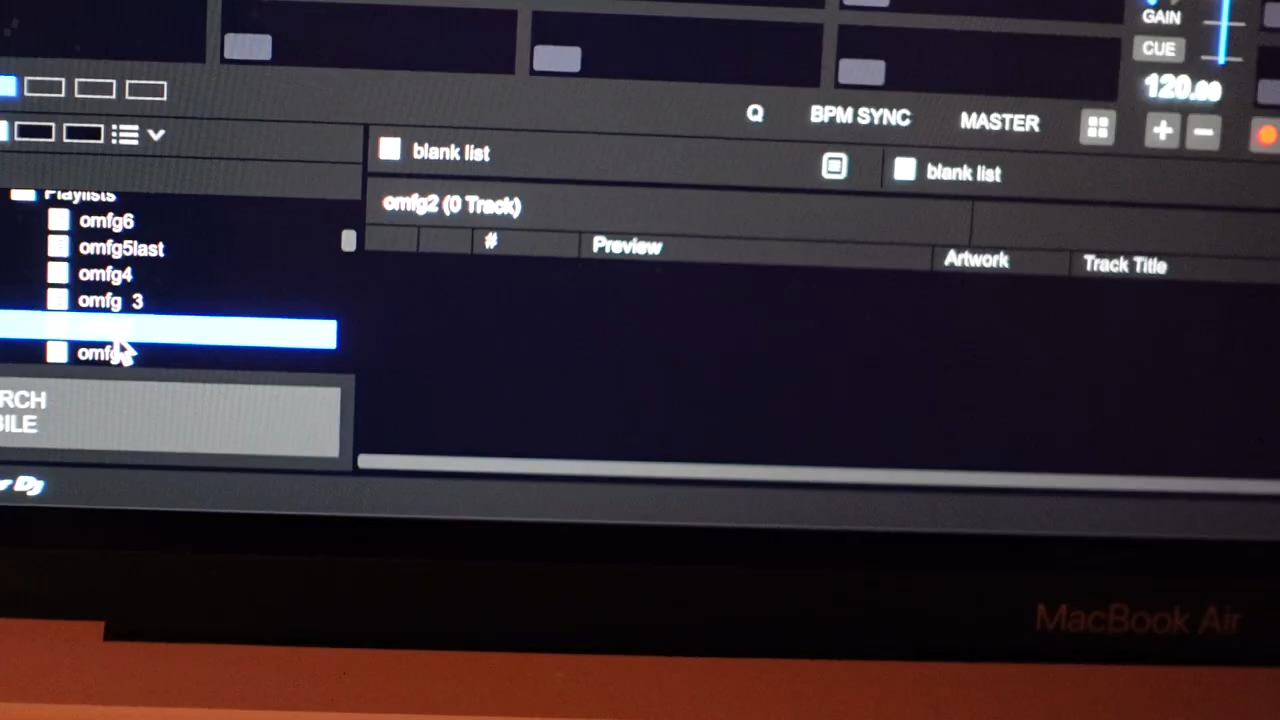 GAIN
CUE
120.00
Q BPM SYNC MASTER
blank list
blank list
Playlists
omfg2 (0 Track)
omfg6
omfg5last
omfg4
omfg 3
# Preview Artwork Track Title
RCH
MacBook Air